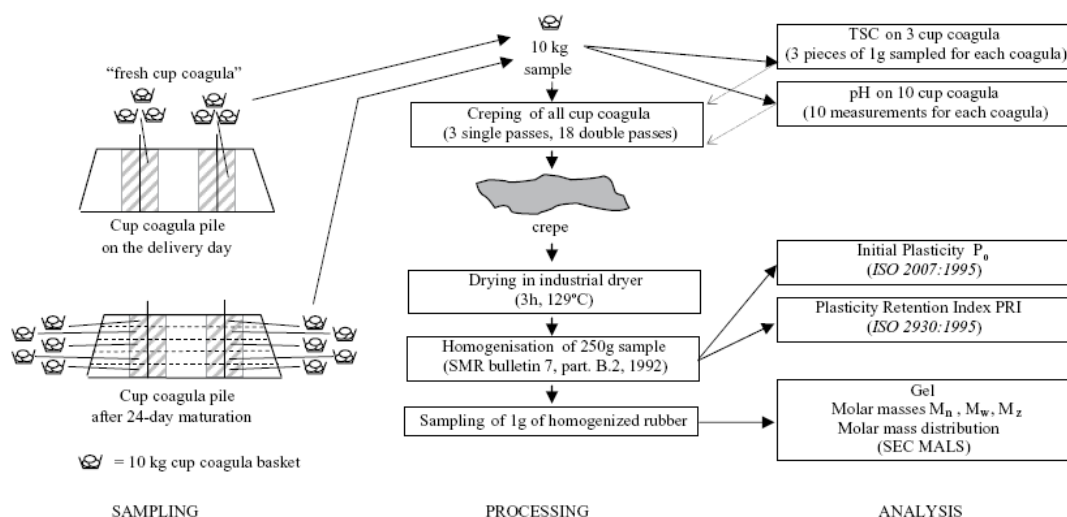 “fresh cup coagula”
Cup coagula pile
on the delivery day
Cup coagula pile
after 24-day maturation
= 10 kg cup coagula basket
SAMPLING
10 kg
sample
Creping of all cup coagula
(3 single passes, 18 double passes)
crepe
Drying in industrial dryer
(3h, 129°C)
Homogenisation of 250g sample
(SMR bulletin 7, part. B.2, 1992)
Sampling of 1g of homogenized rubber
PROCESSING
TSC on 3 cup coagula
(3 pieces of 1g sampled for each coagula)
pH on 10 cup coagula
(10 measurements for each coagula)
Initial Plasticity P₀
(ISO 2007:1995)
Plasticity Retention Index PRI
(ISO 2930:1995)
Gel
Molar masses Mn , Mw, Mz
Molar mass distribution
(SEC MALS)
ANALYSIS